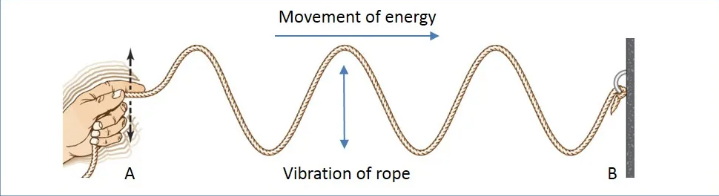 Movement of energy
A
Vibration of rope
B